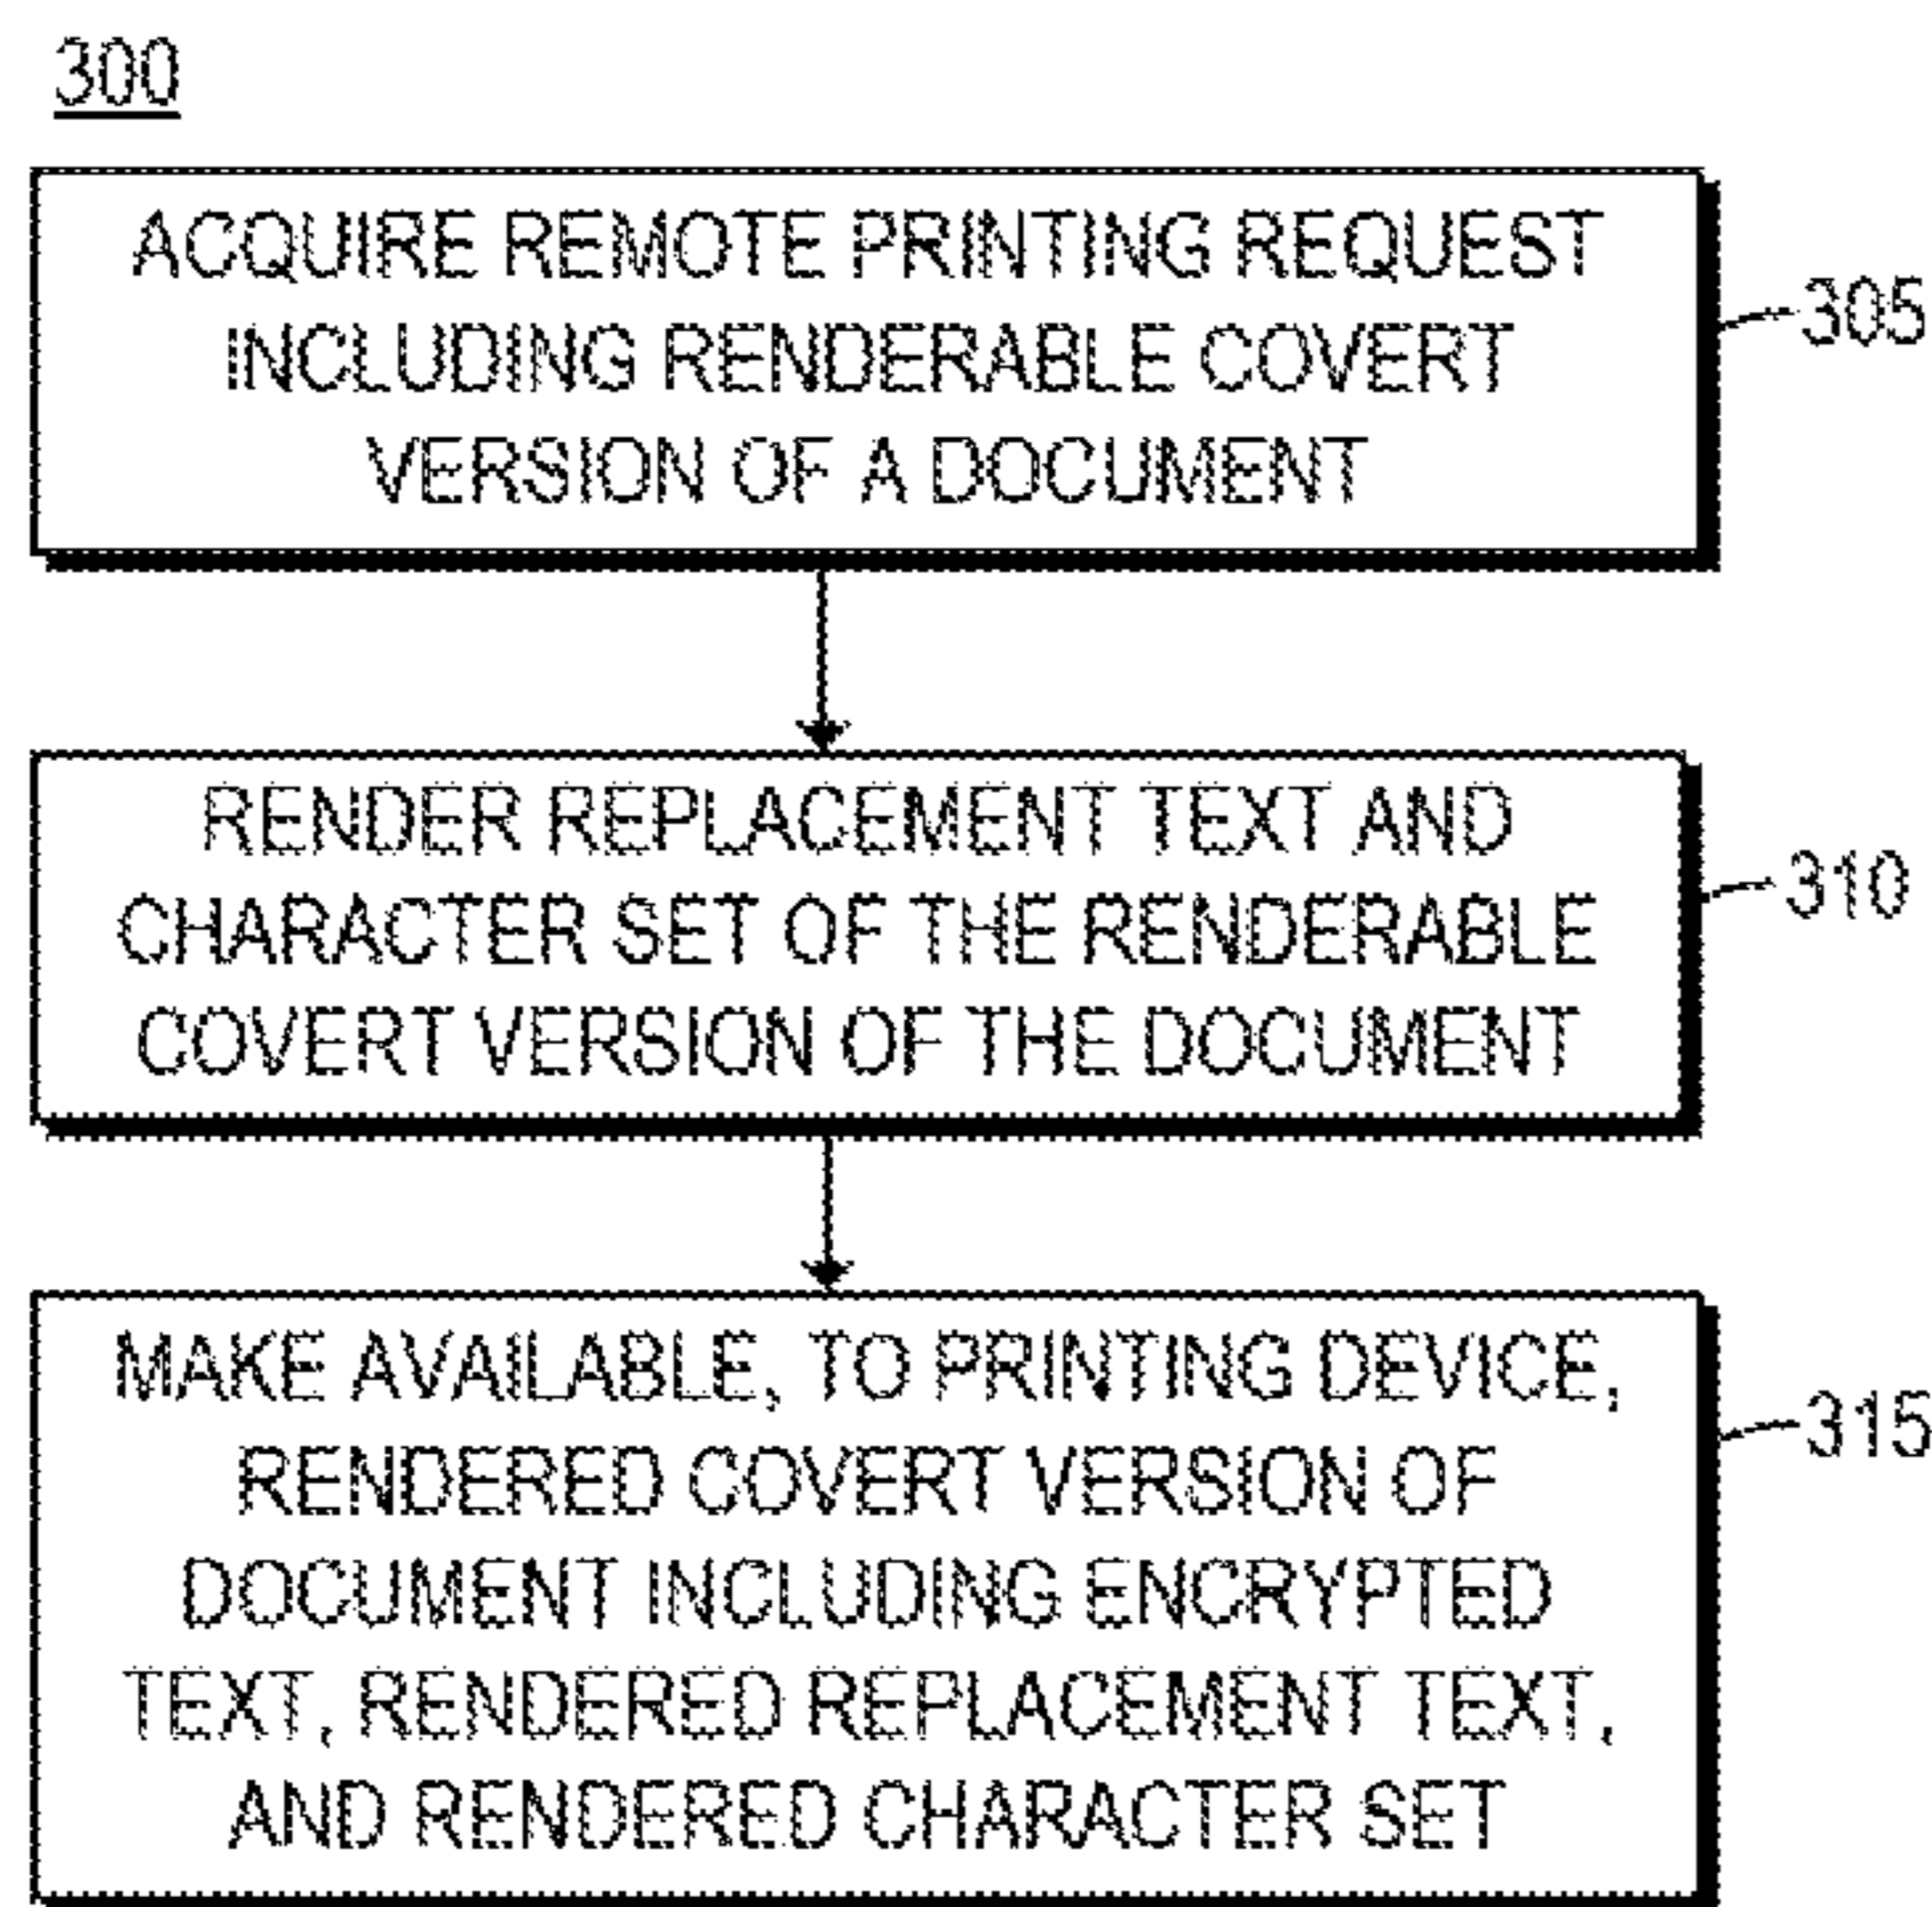 300
ACQUIRE REMOTE PRINTING REQUEST
INCLUDING RENDERABLE COVERT
VERSION OF A DOCUMENT
305
RENDER REPLACEMENT TEXT AND
CHARACTER SET OF THE RENDERABLE
COVERT VERSION OF THE DOCUMENT
310
MAKE AVAILABLE, TO PRINTING DEVICE,
RENDERED COVERT VERSION OF
DOCUMENT INCLUDING ENCRYPTED
TEXT, RENDERED REPLACEMENT TEXT,
AND RENDERED CHARACTER SET
315